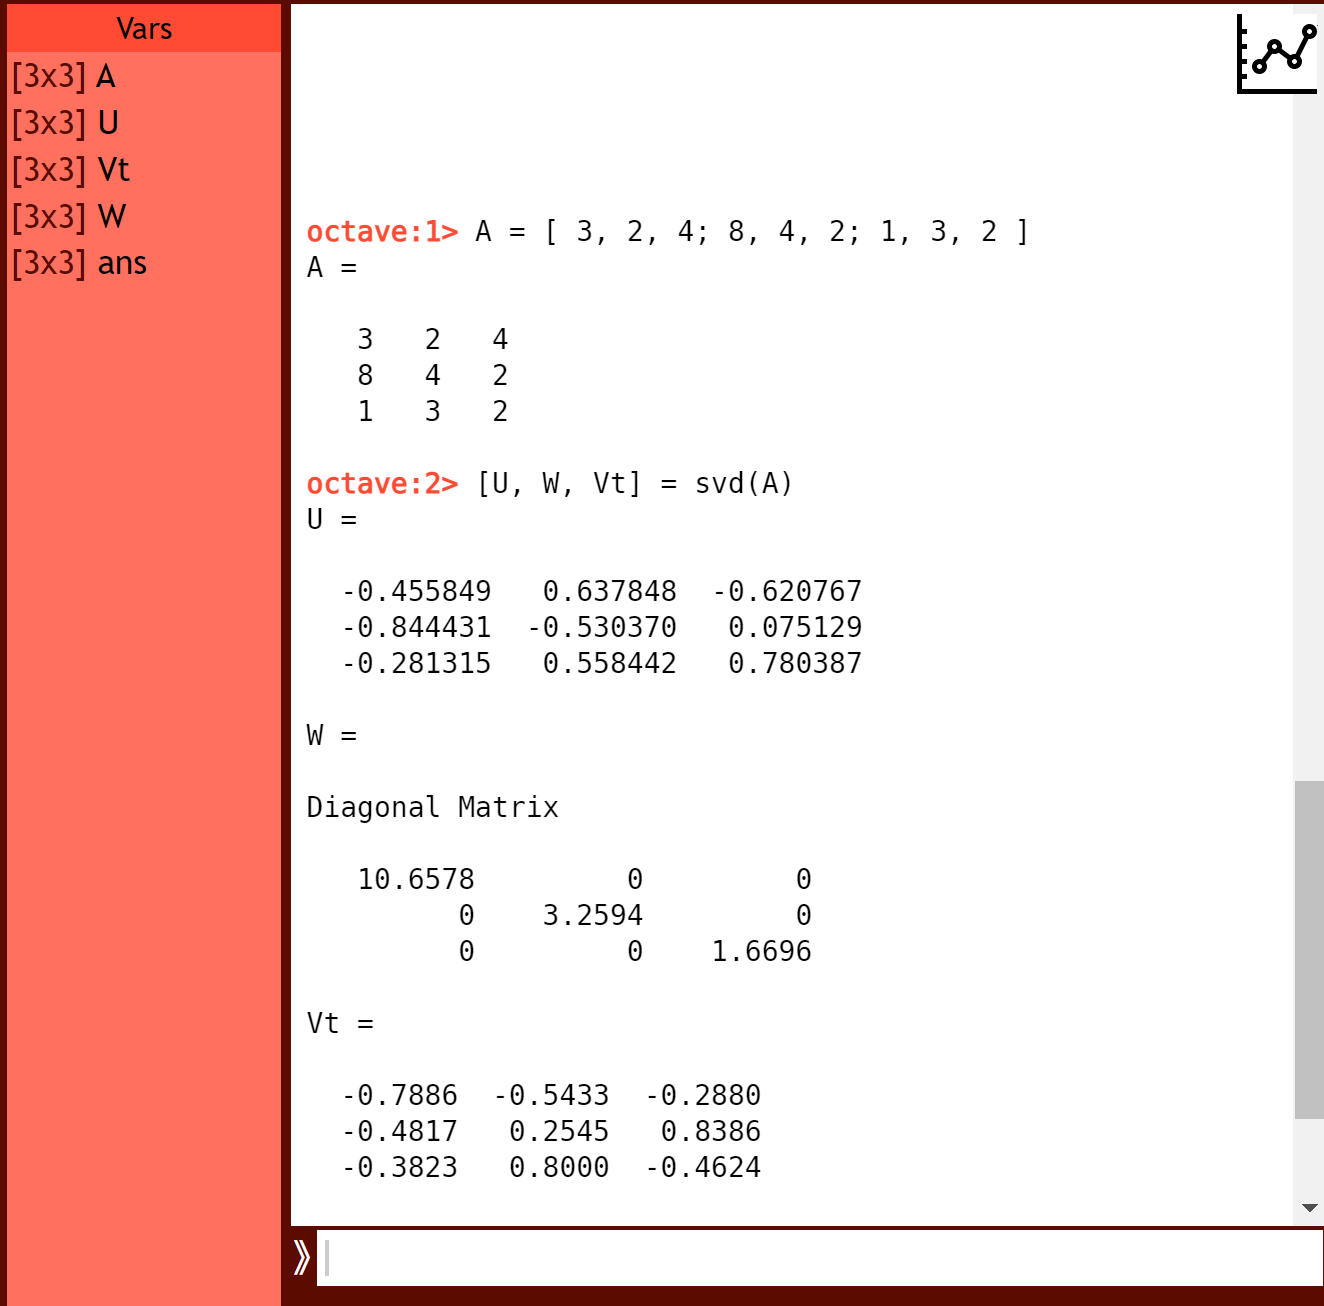 Vars
[3x3] A
[3x3] U
[3x3] Vt
[3x3] W
[3x3] ans
octave:1> A = [ 3, 2, 4; 8, 4, 2; 1, 3, 2 ]
A =
3 2 4
8 4 2
1 3 2
octave:2> [U, W, Vt] = svd(A)
U =
-0.455849 0.637848 -0.620767
-0.844431 -0.530370 0.075129
-0.281315 0.558442 0.780387
W =
Diagonal Matrix
10.6578 0 0
0 3.2594 0
0 0 1.6696
Vt =
-0.7886 -0.5433 -0.2880
-0.4817 0.2545 0.8386
-0.3823 0.8000 -0.4624